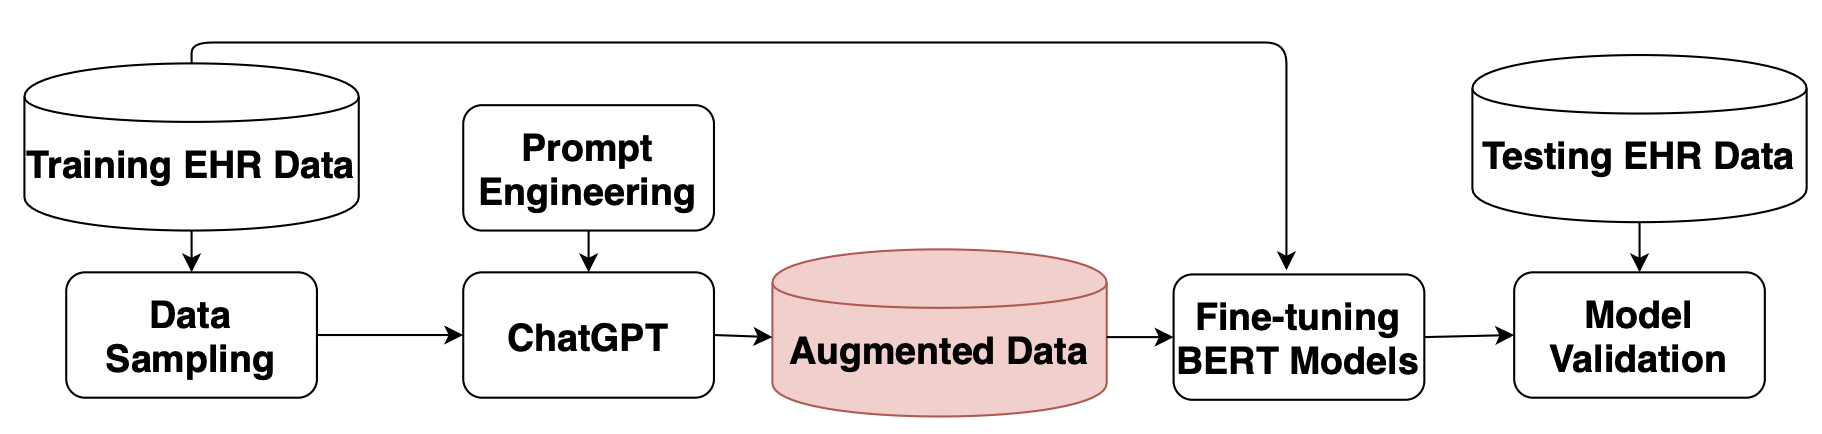 Training EHR Data
Prompt
Engineering
Testing EHR Data
Data
Sampling
ChatGPT
Augmented Data
Fine-tuning
BERT Models
Model
Validation